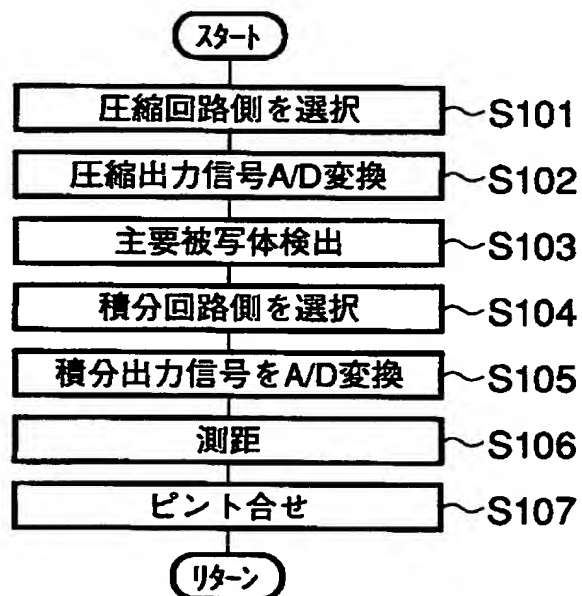 スタート
圧縮回路側を選択 S101
圧縮出力信号A/D変換 S102
主要被写体検出 S103
積分回路側を選択 S104
積分出力信号をA/D変換 S105
測距 S106
ピント合せ S107
リターン